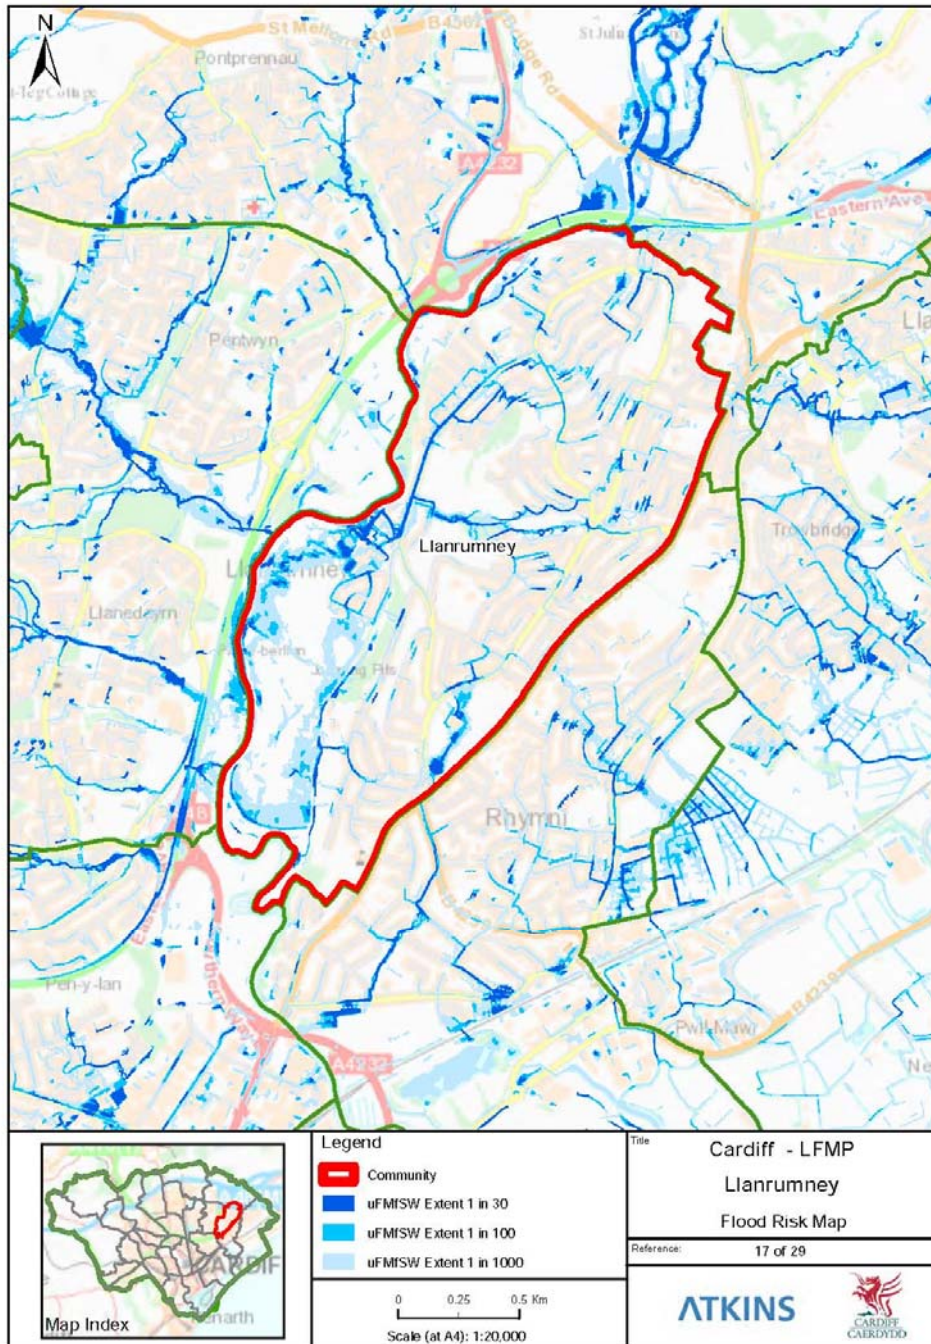 N
St Mellons Rd
B4562
Bridge Rd
Pontprennau
A4232
Eastern Ave
Pentwyn
Llanrumney
Trowbridge
Llanedeyrn
Rhymni
Pen-y-lan
A4232
B4239
Pwll-Mawr
Map Index
Legend
Community
uFMfSW Extent 1 in 30
uFMfSW Extent 1 in 100
uFMfSW Extent 1 in 1000
0 0.25 0.5 Km
Scale (at A4): 1:20,000
Title
Cardiff - LFMP
Llanrumney
Flood Risk Map
Reference: 17 of 29
ATKINS
CARDIFF
CAERDYDD